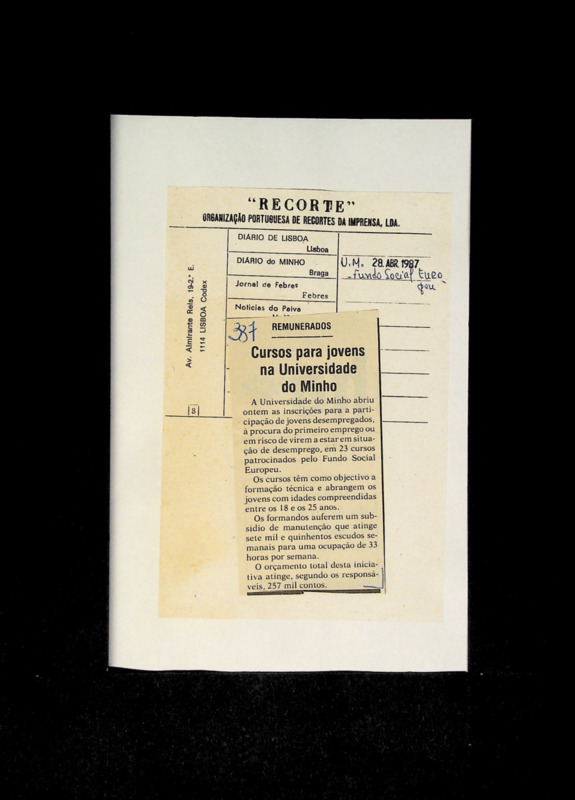 "RECORTE"
ORGANIZAÇÃO PORTUGUESA DE RECORTES DA IMPRENSA, LDA.
Av. Almirante Reis, 19-2.º E.
1114 LISBOA Codex
8
DIÁRIO DE LISBOA
Lisboa
DIÁRIO do MINHO
Braga
Jornal de Febres
Febres
Notícias do Paiva
U.M. 28. ABR. 1987
- Fundo Social Euro
peu
387
REMUNERADOS
Cursos para jovens
na Universidade
do Minho
A Universidade do Minho abriu
ontem as inscrições para a parti-
cipação de jovens desempregados,
à procura do primeiro emprego ou
em risco de virem a estar em situa-
ção de desemprego, em 23 cursos
patrocinados pelo Fundo Social
Europeu.
Os cursos têm como objectivo a
formação técnica e abrangem os
jovens com idades compreendidas
entre os 18 e os 25 anos.
Os formandos auferem um sub-
sídio de manutenção que atinge
sete mil e quinhentos escudos se-
manais para uma ocupação de 33
horas por semana.
O orçamento total desta inicia-
tiva atinge, segundo os responsá-
veis, 257 mil contos.